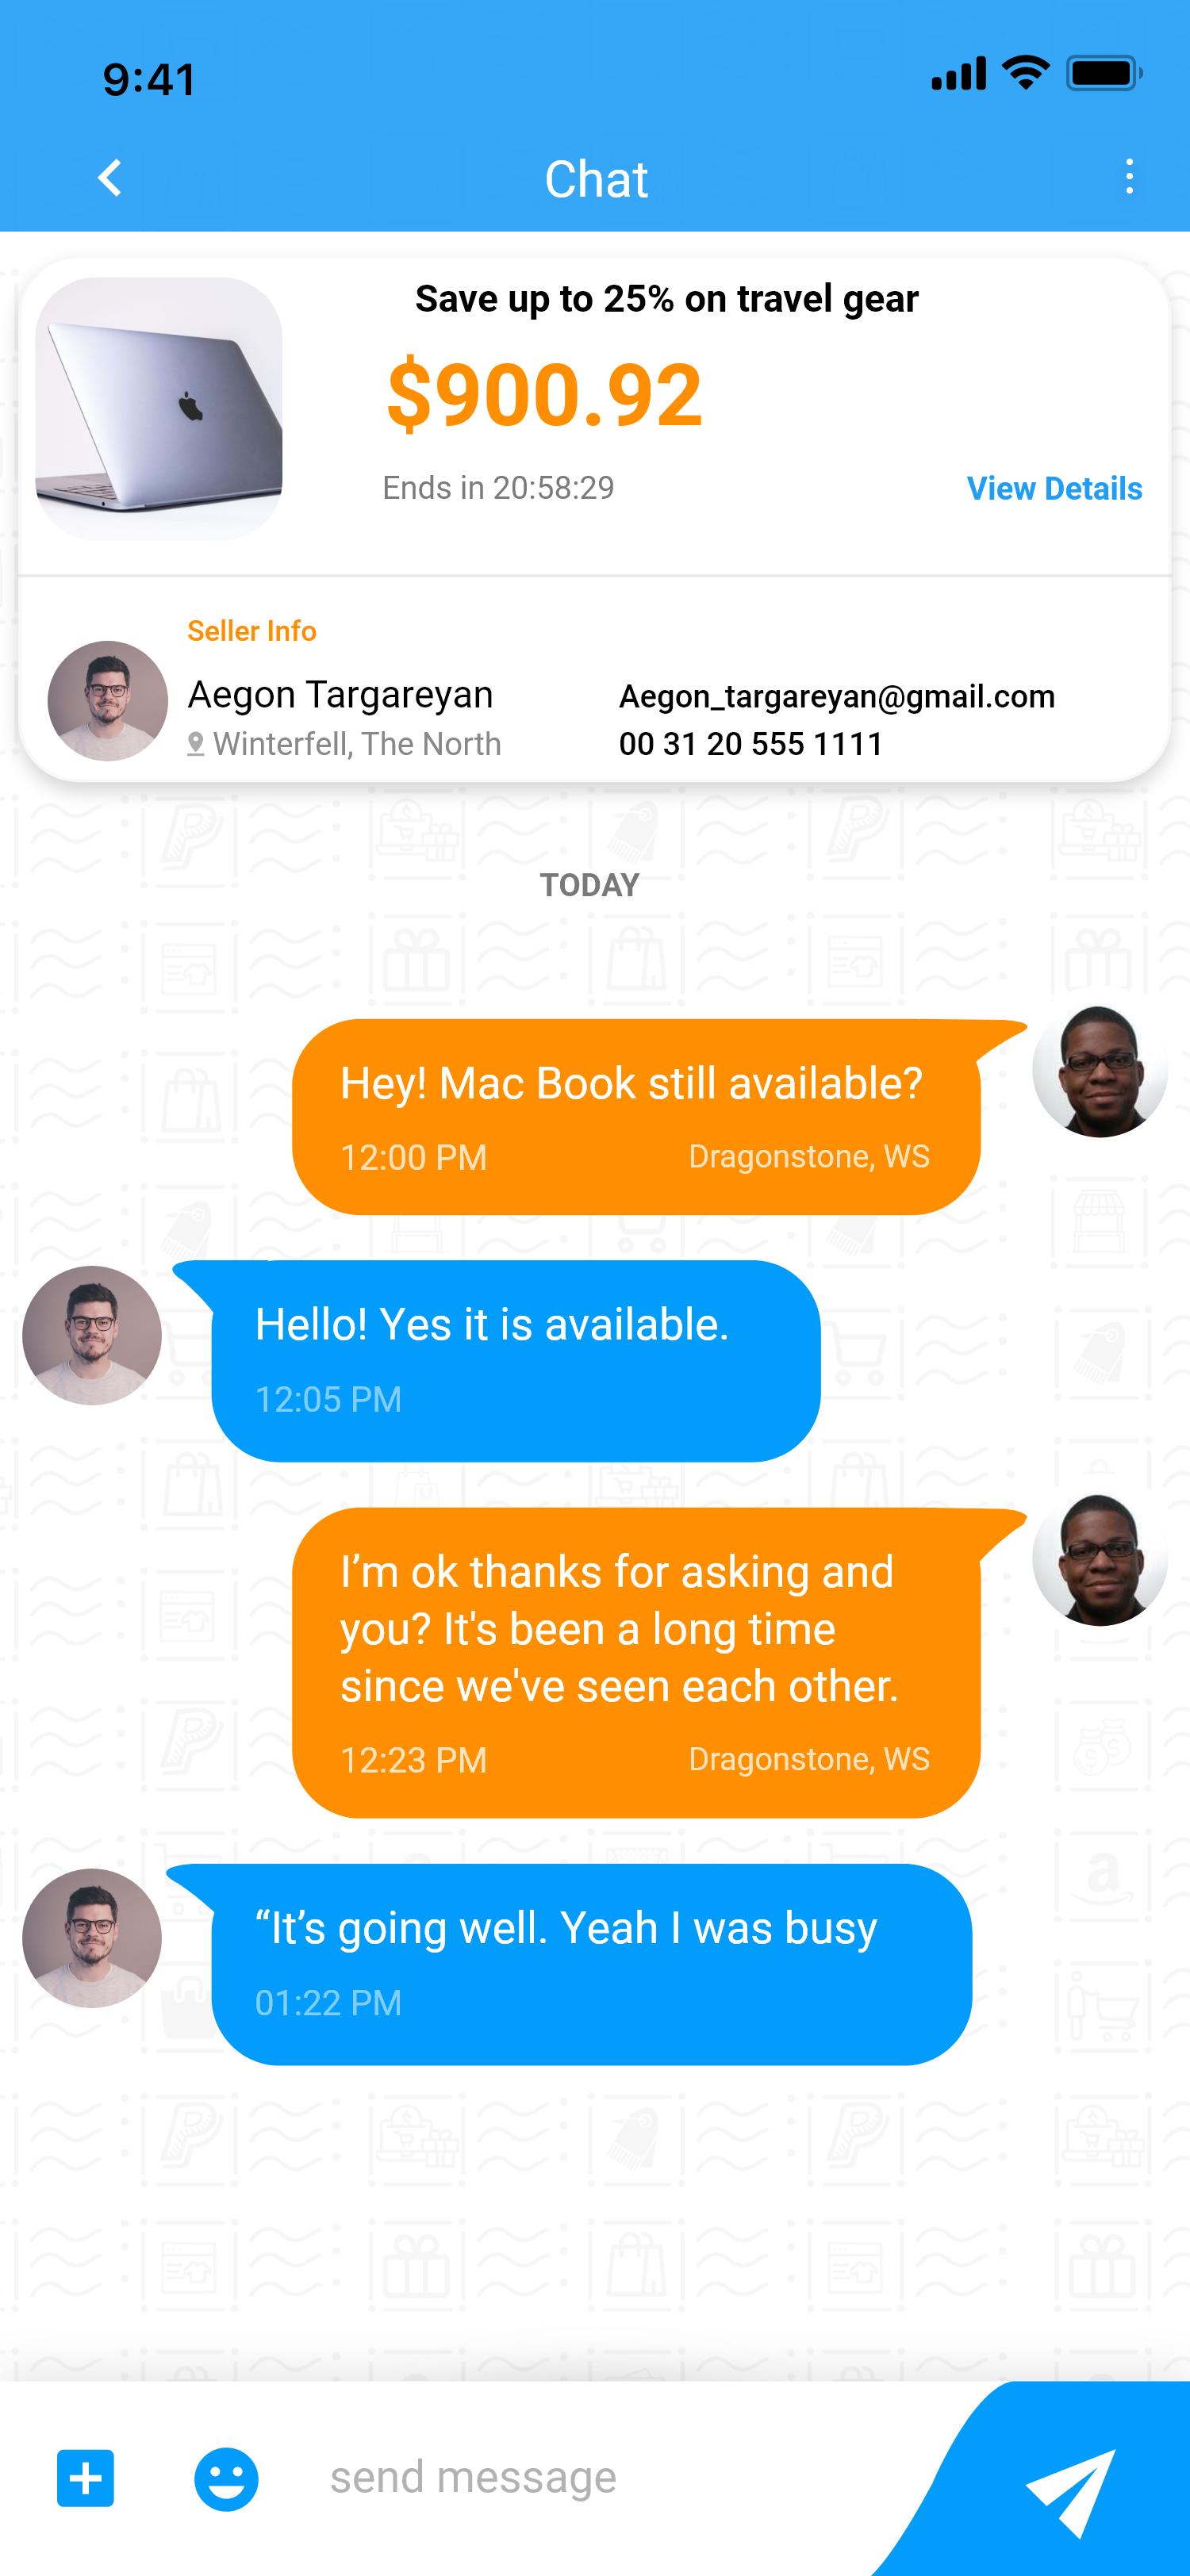 9:41
Chat
Save up to 25% on travel gear
$900.92
Ends in 20:58:29
View Details
Seller Info
Aegon Targareyan
Aegon_targareyan@gmail.com
Winterfell, The North
00 31 20 555 1111
TODAY
Hey! Mac Book still available?
12:00 PM
Dragonstone, WS
Hello! Yes it is available.
12:05 PM
I’m ok thanks for asking and
you? It's been a long time
since we've seen each other.
12:23 PM
Dragonstone, WS
“It’s going well. Yeah I was busy
01:22 PM
send message